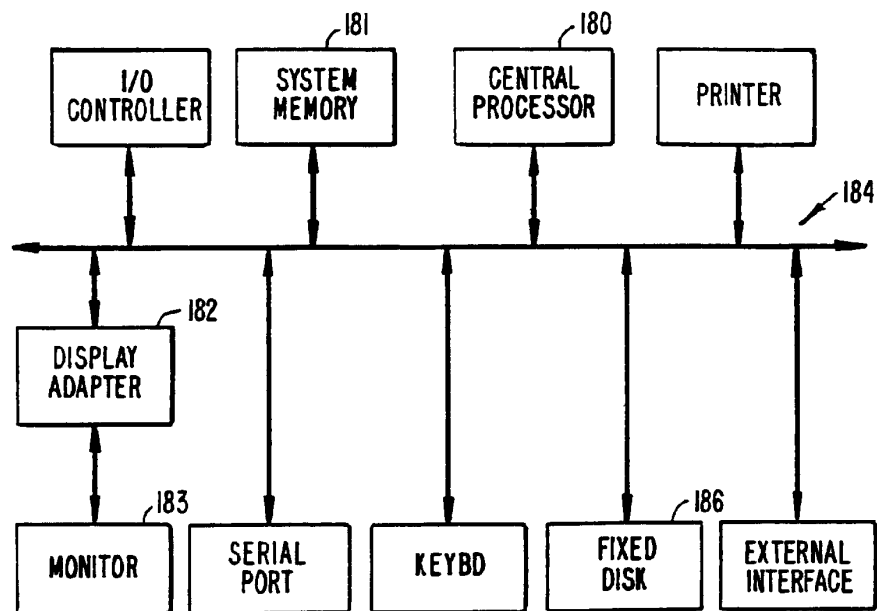 181
180
I/O
CONTROLLER
SYSTEM
MEMORY
CENTRAL
PROCESSOR
PRINTER
184
182
DISPLAY
ADAPTER
183
186
MONITOR
SERIAL
PORT
KEYBD
FIXED
DISK
EXTERNAL
INTERFACE